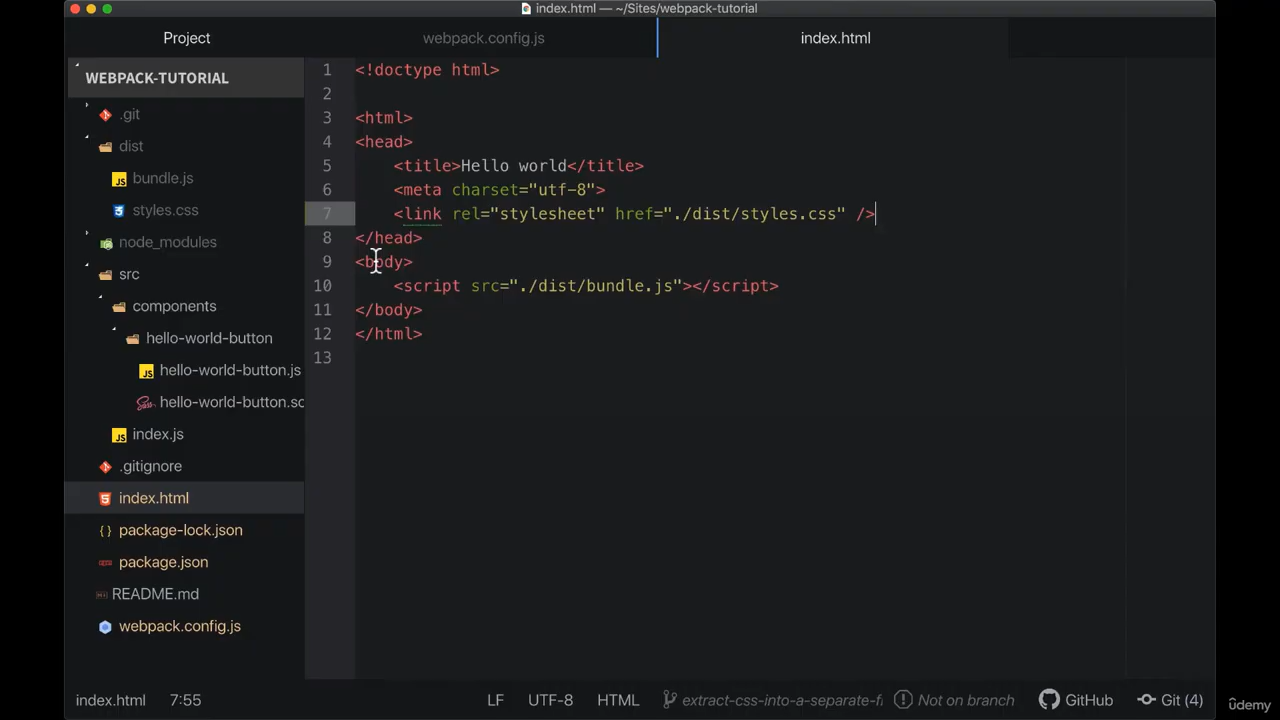 index.html — ~/Sites/webpack-tutorial
Project
webpack.config.js
index.html
WEBPACK-TUTORIAL
.git
dist
bundle.js
styles.css
node_modules
src
components
hello-world-button
hello-world-button.js
hello-world-button.sc
index.js
.gitignore
index.html
package-lock.json
package.json
README.md
webpack.config.js
1 <!doctype html>
2
3 <html>
4 <head>
5 <title>Hello world</title>
6 <meta charset="utf-8">
7 <link rel="stylesheet" href="./dist/styles.css" />
8 </head>
9 <body>
10 <script src="./dist/bundle.js"></script>
11 </body>
12 </html>
13
index.html 7:55 LF UTF-8 HTML extract-css-into-a-separate-fi Not on branch GitHub Git (4)
udemy